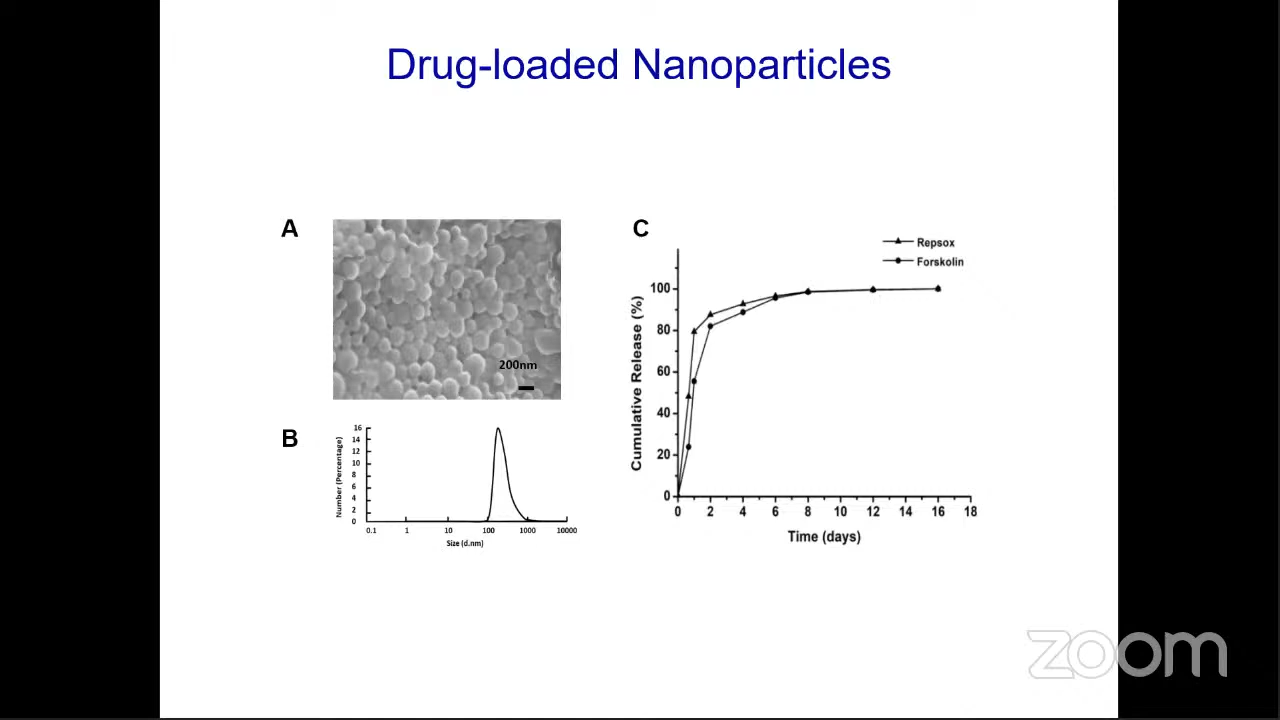 Drug-loaded Nanoparticles
A
200nm
B
Number (Percentage)
16
14
12
10
8
6
4
2
0
0.1 1 10 100 1000 10000
Size (d.nm)
C
Repsox
Forskolin
Cumulative Release (%)
100
80
60
40
20
0
0 2 4 6 8 10 12 14 16 18
Time (days)
zoom